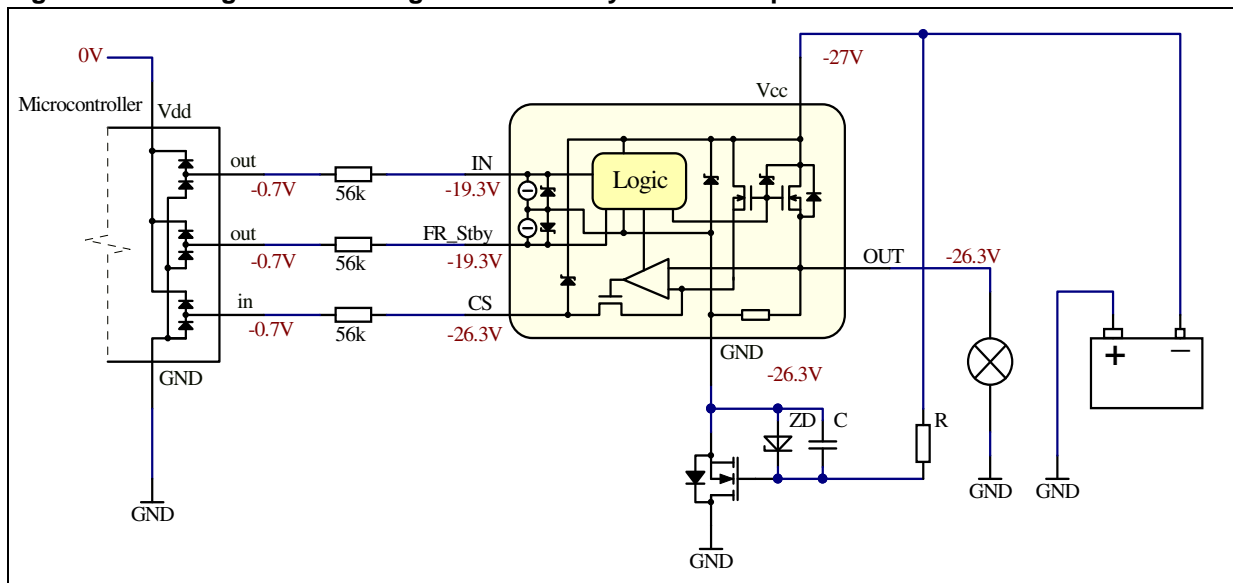 0V
-27V
Microcontroller
Vdd
Vcc
out
-0.7V
56k
IN
-19.3V
Logic
out
-0.7V
56k
FR_Stby
-19.3V
OUT
-26.3V
in
-0.7V
56k
CS
-26.3V
GND
GND
-26.3V
+
−
ZD
C
R
GND
GND
GND
GND